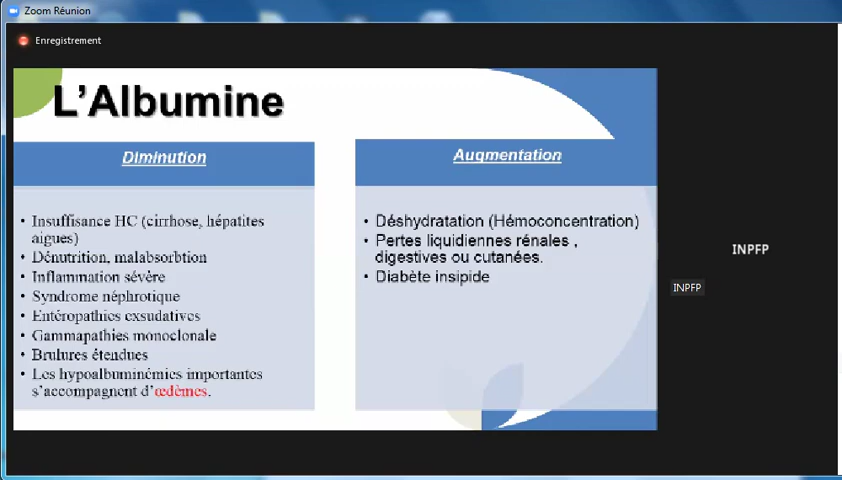 Zoom Réunion
Enregistrement
L'Albumine
Diminution
• Insuffisance HC (cirrhose, hépatites
aigues)
• Dénutrition, malabsorbtion
• Inflammation sévère
• Syndrome néphrotique
• Entéropathies exsudatives
• Gammapathies monoclonale
• Brulures étendues
• Les hypoalbuminémies importantes
s'accompagnent d'œdèmes.
Augmentation
• Déshydratation (Hémoconcentration)
• Pertes liquidiennes rénales ,
digestives ou cutanées.
• Diabète insipide
INPFP
INPFP